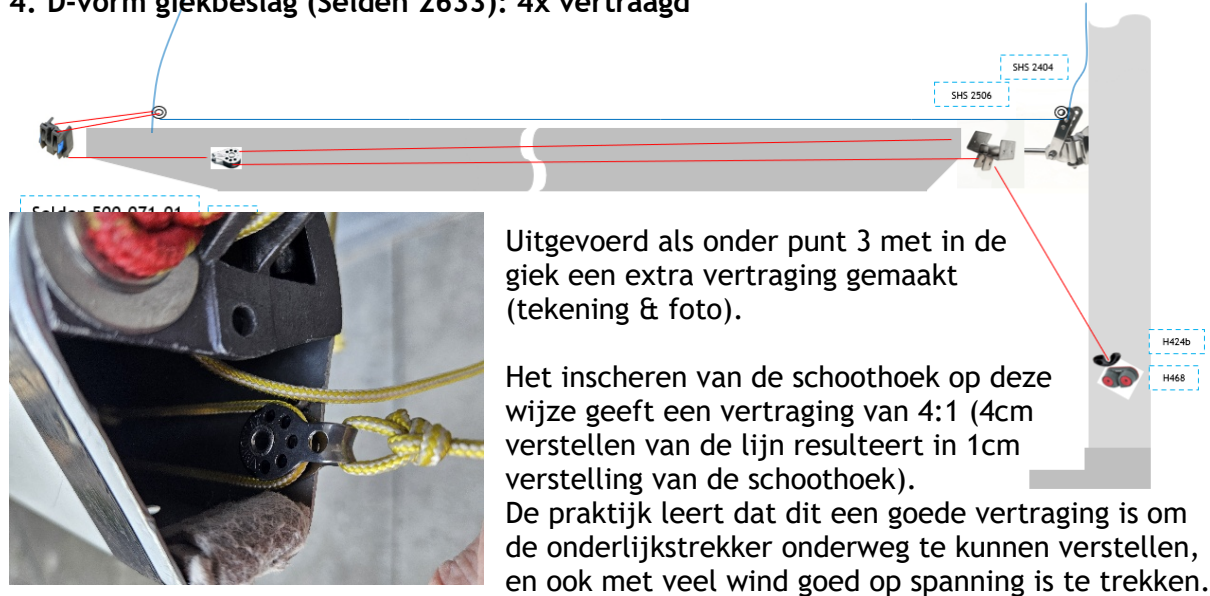 4. D-vorm giekbeslag (Selden 2633): 4x vertraagd
SHS 2404
SHS 2506
Selden 500-071-01
Uitgevoerd als onder punt 3 met in de
giek een extra vertraging gemaakt
(tekening & foto).
H424b
H468
Het inscheren van de schoothoek op deze
wijze geeft een vertraging van 4:1 (4cm
verstellen van de lijn resulteert in 1cm
verstelling van de schoothoek).
De praktijk leert dat dit een goede vertraging is om
de onderlijkstrekker onderweg te kunnen verstellen,
en ook met veel wind goed op spanning is te trekken.